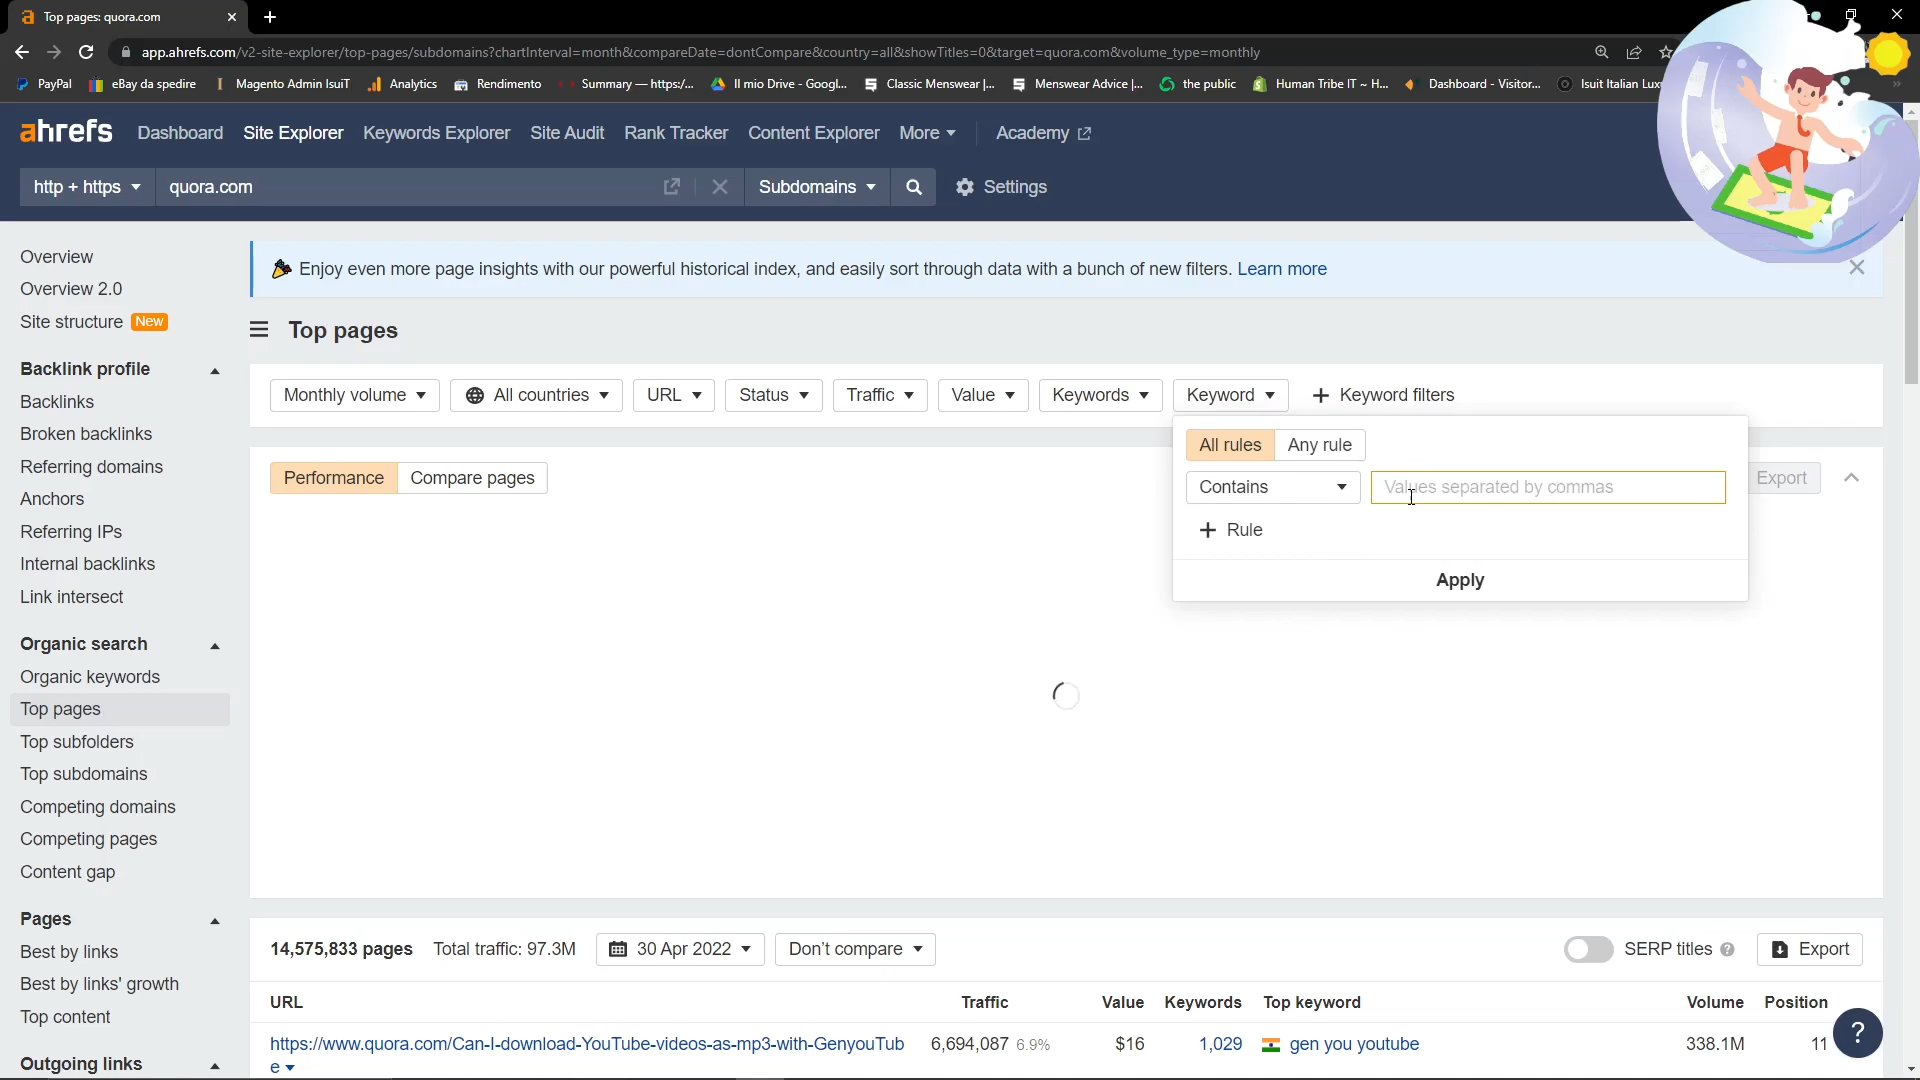 Top pages: quora.com
app.ahrefs.com/v2-site-explorer/top-pages/subdomains?chartInterval=month&compareDate=dontCompare&country=all&showTitles=0&target=quora.com&volume_type=monthly
PayPal eBay da spedire Magento Admin IsuiT Analytics Rendimento Summary — https:/... Il mio Drive - Googl... Classic Menswear |... Menswear Advice |... the public Human Tribe IT ~ H... Dashboard - Visitor... Isuit Italian Lux
ahrefs Dashboard Site Explorer Keywords Explorer Site Audit Rank Tracker Content Explorer More Academy
http + https quora.com Subdomains Settings
Enjoy even more page insights with our powerful historical index, and easily sort through data with a bunch of new filters. Learn more
Overview
Overview 2.0
Site structure New
Backlink profile
Backlinks
Broken backlinks
Referring domains
Anchors
Referring IPs
Internal backlinks
Link intersect
Organic search
Organic keywords
Top pages
Top subfolders
Top subdomains
Competing domains
Competing pages
Content gap
Pages
Best by links
Best by links' growth
Top content
Outgoing links
Top pages
Monthly volume All countries URL Status Traffic Value Keywords Keyword + Keyword filters
Performance Compare pages Export
All rules Any rule
Contains Values separated by commas
+ Rule
Apply
14,575,833 pages Total traffic: 97.3M 30 Apr 2022 Don't compare SERP titles ? Export
URL Traffic Value Keywords Top keyword Volume Position
https://www.quora.com/Can-I-download-YouTube-videos-as-mp3-with-GenyouTub 6,694,087 6.9% $16 1,029 gen you youtube 338.1M 11
e
?